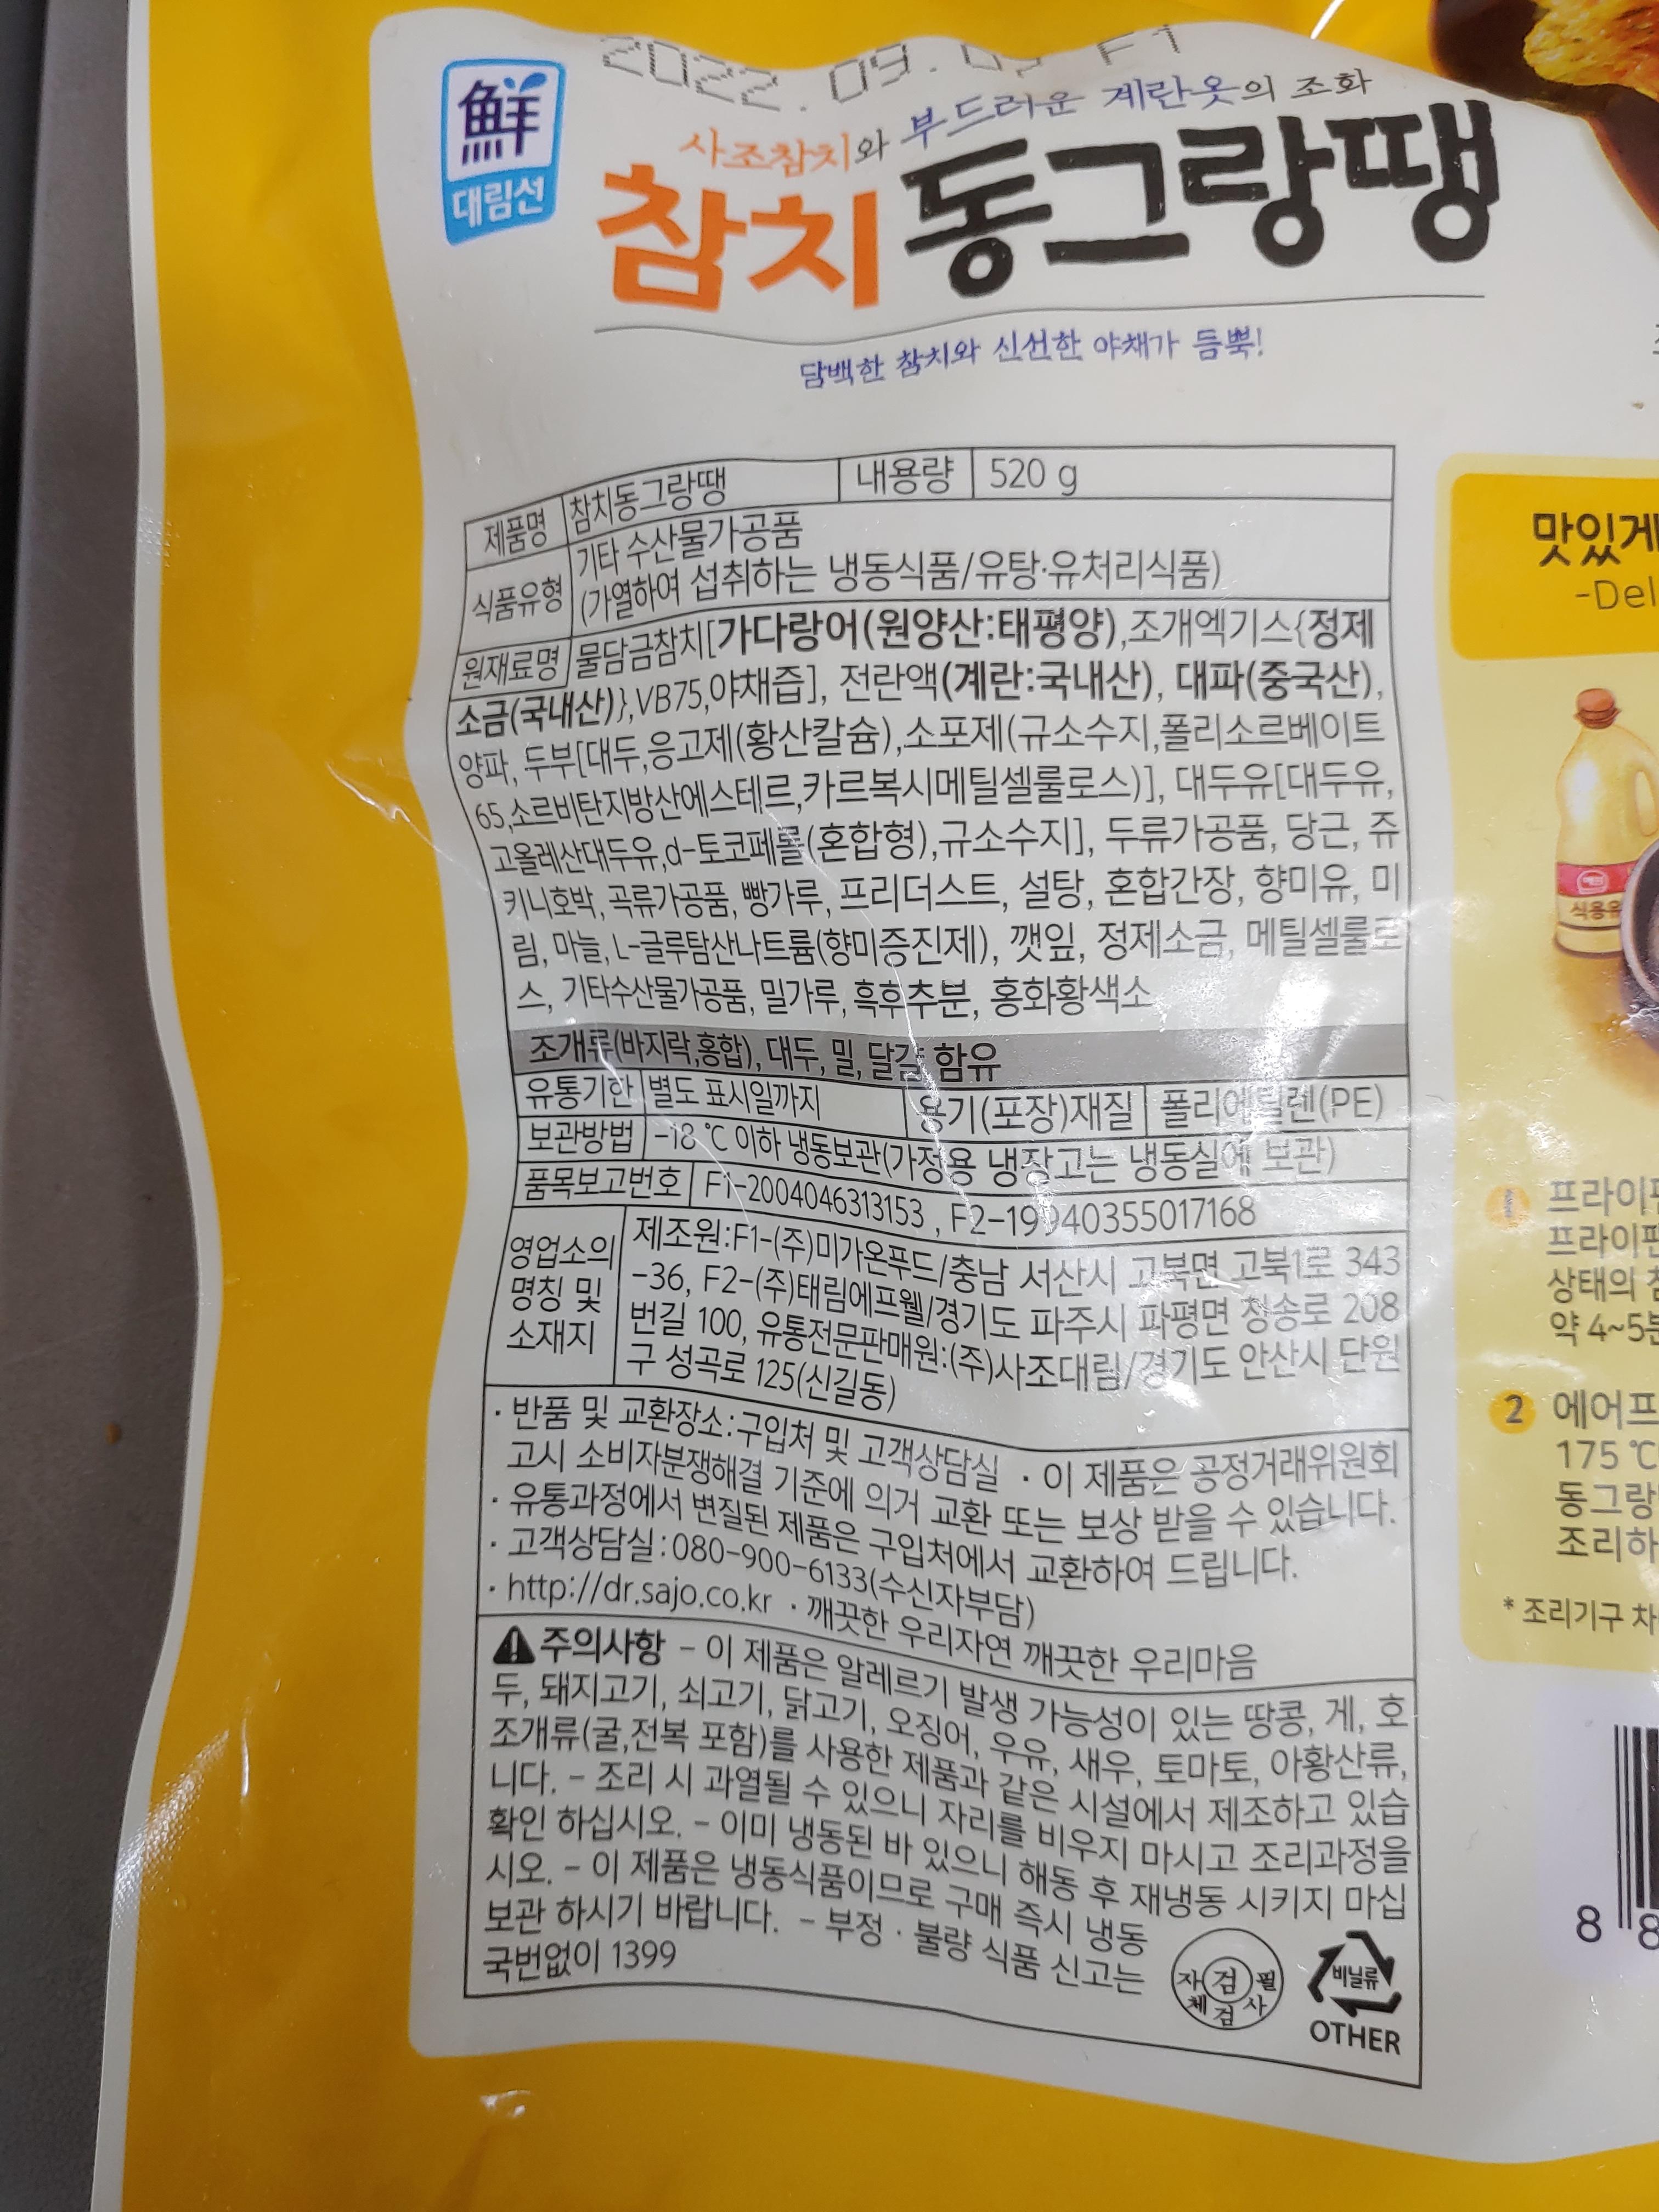 2022.09. F1
鮮
대림선
사조참치와 부드러운 계란옷의 조화
참치 동그랑땡
담백한 참치와 신선한 야채가 듬뿍!
제품명 참치동그랑땡 내용량 520 g
식품유형 기타 수산물가공품
(가열하여 섭취하는 냉동식품/유탕·유처리식품)
원재료명 물담금참치[가다랑어(원양산:태평양),조개엑기스{정제
소금(국내산)},VB75,야채즙], 전란액(계란:국내산), 대파(중국산),
양파, 두부[대두,응고제(황산칼슘),소포제(규소수지,폴리소르베이트
65,소르비탄지방산에스테르,카르복시메틸셀룰로스)], 대두유[대두유,
고올레산대두유,d-토코페롤(혼합형),규소수지], 두류가공품, 당근, 쥬
키니호박, 곡류가공품, 빵가루, 프리더스트, 설탕, 혼합간장, 향미유, 미
림, 마늘, L-글루탐산나트륨(향미증진제), 깻잎, 정제소금, 메틸셀룰로
스, 기타수산물가공품, 밀가루, 흑후추분, 홍화황색소
조개류(바지락,홍합), 대두, 밀, 달걀 함유
유통기한 별도 표시일까지 용기(포장)재질 폴리에틸렌(PE)
보관방법 -18 ℃ 이하 냉동보관(가정용 냉장고는 냉동실에 보관)
품목보고번호 F1-2004046313153 , F2-19940355017168
영업소의 명칭 및 소재지 제조원:F1-(주)미가온푸드/충남 서산시 고북면 고북1로 343
-36, F2-(주)태림에프웰/경기도 파주시 파평면 청송로 208
번길 100, 유통전문판매원:(주)사조대림/경기도 안산시 단원
구 성곡로 125(신길동)
· 반품 및 교환장소:구입처 및 고객상담실 · 이 제품은 공정거래위원회
고시 소비자분쟁해결 기준에 의거 교환 또는 보상 받을 수 있습니다.
· 유통과정에서 변질된 제품은 구입처에서 교환하여 드립니다.
· 고객상담실:080-900-6133(수신자부담)
· http://dr.sajo.co.kr · 깨끗한 우리자연 깨끗한 우리마음
주의사항 - 이 제품은 알레르기 발생 가능성이 있는 땅콩, 게, 호
두, 돼지고기, 쇠고기, 닭고기, 오징어, 우유, 새우, 토마토, 아황산류,
조개류(굴,전복 포함)를 사용한 제품과 같은 시설에서 제조하고 있습
니다. - 조리 시 과열될 수 있으니 자리를 비우지 마시고 조리과정을
확인 하십시오. - 이미 냉동된 바 있으니 해동 후 재냉동 시키지 마십
시오. - 이 제품은 냉동식품이므로 구매 즉시 냉동
보관 하시기 바랍니다. - 부정 · 불량 식품 신고는
국번없이 1399
자체검사필
검
비닐류
OTHER
맛있게
-Del
식용유
1 프라이팬
프라이팬
상태의
약 4~5분
2 에어프
175 ℃
동그랑
조리하
* 조리기구 차
8 8